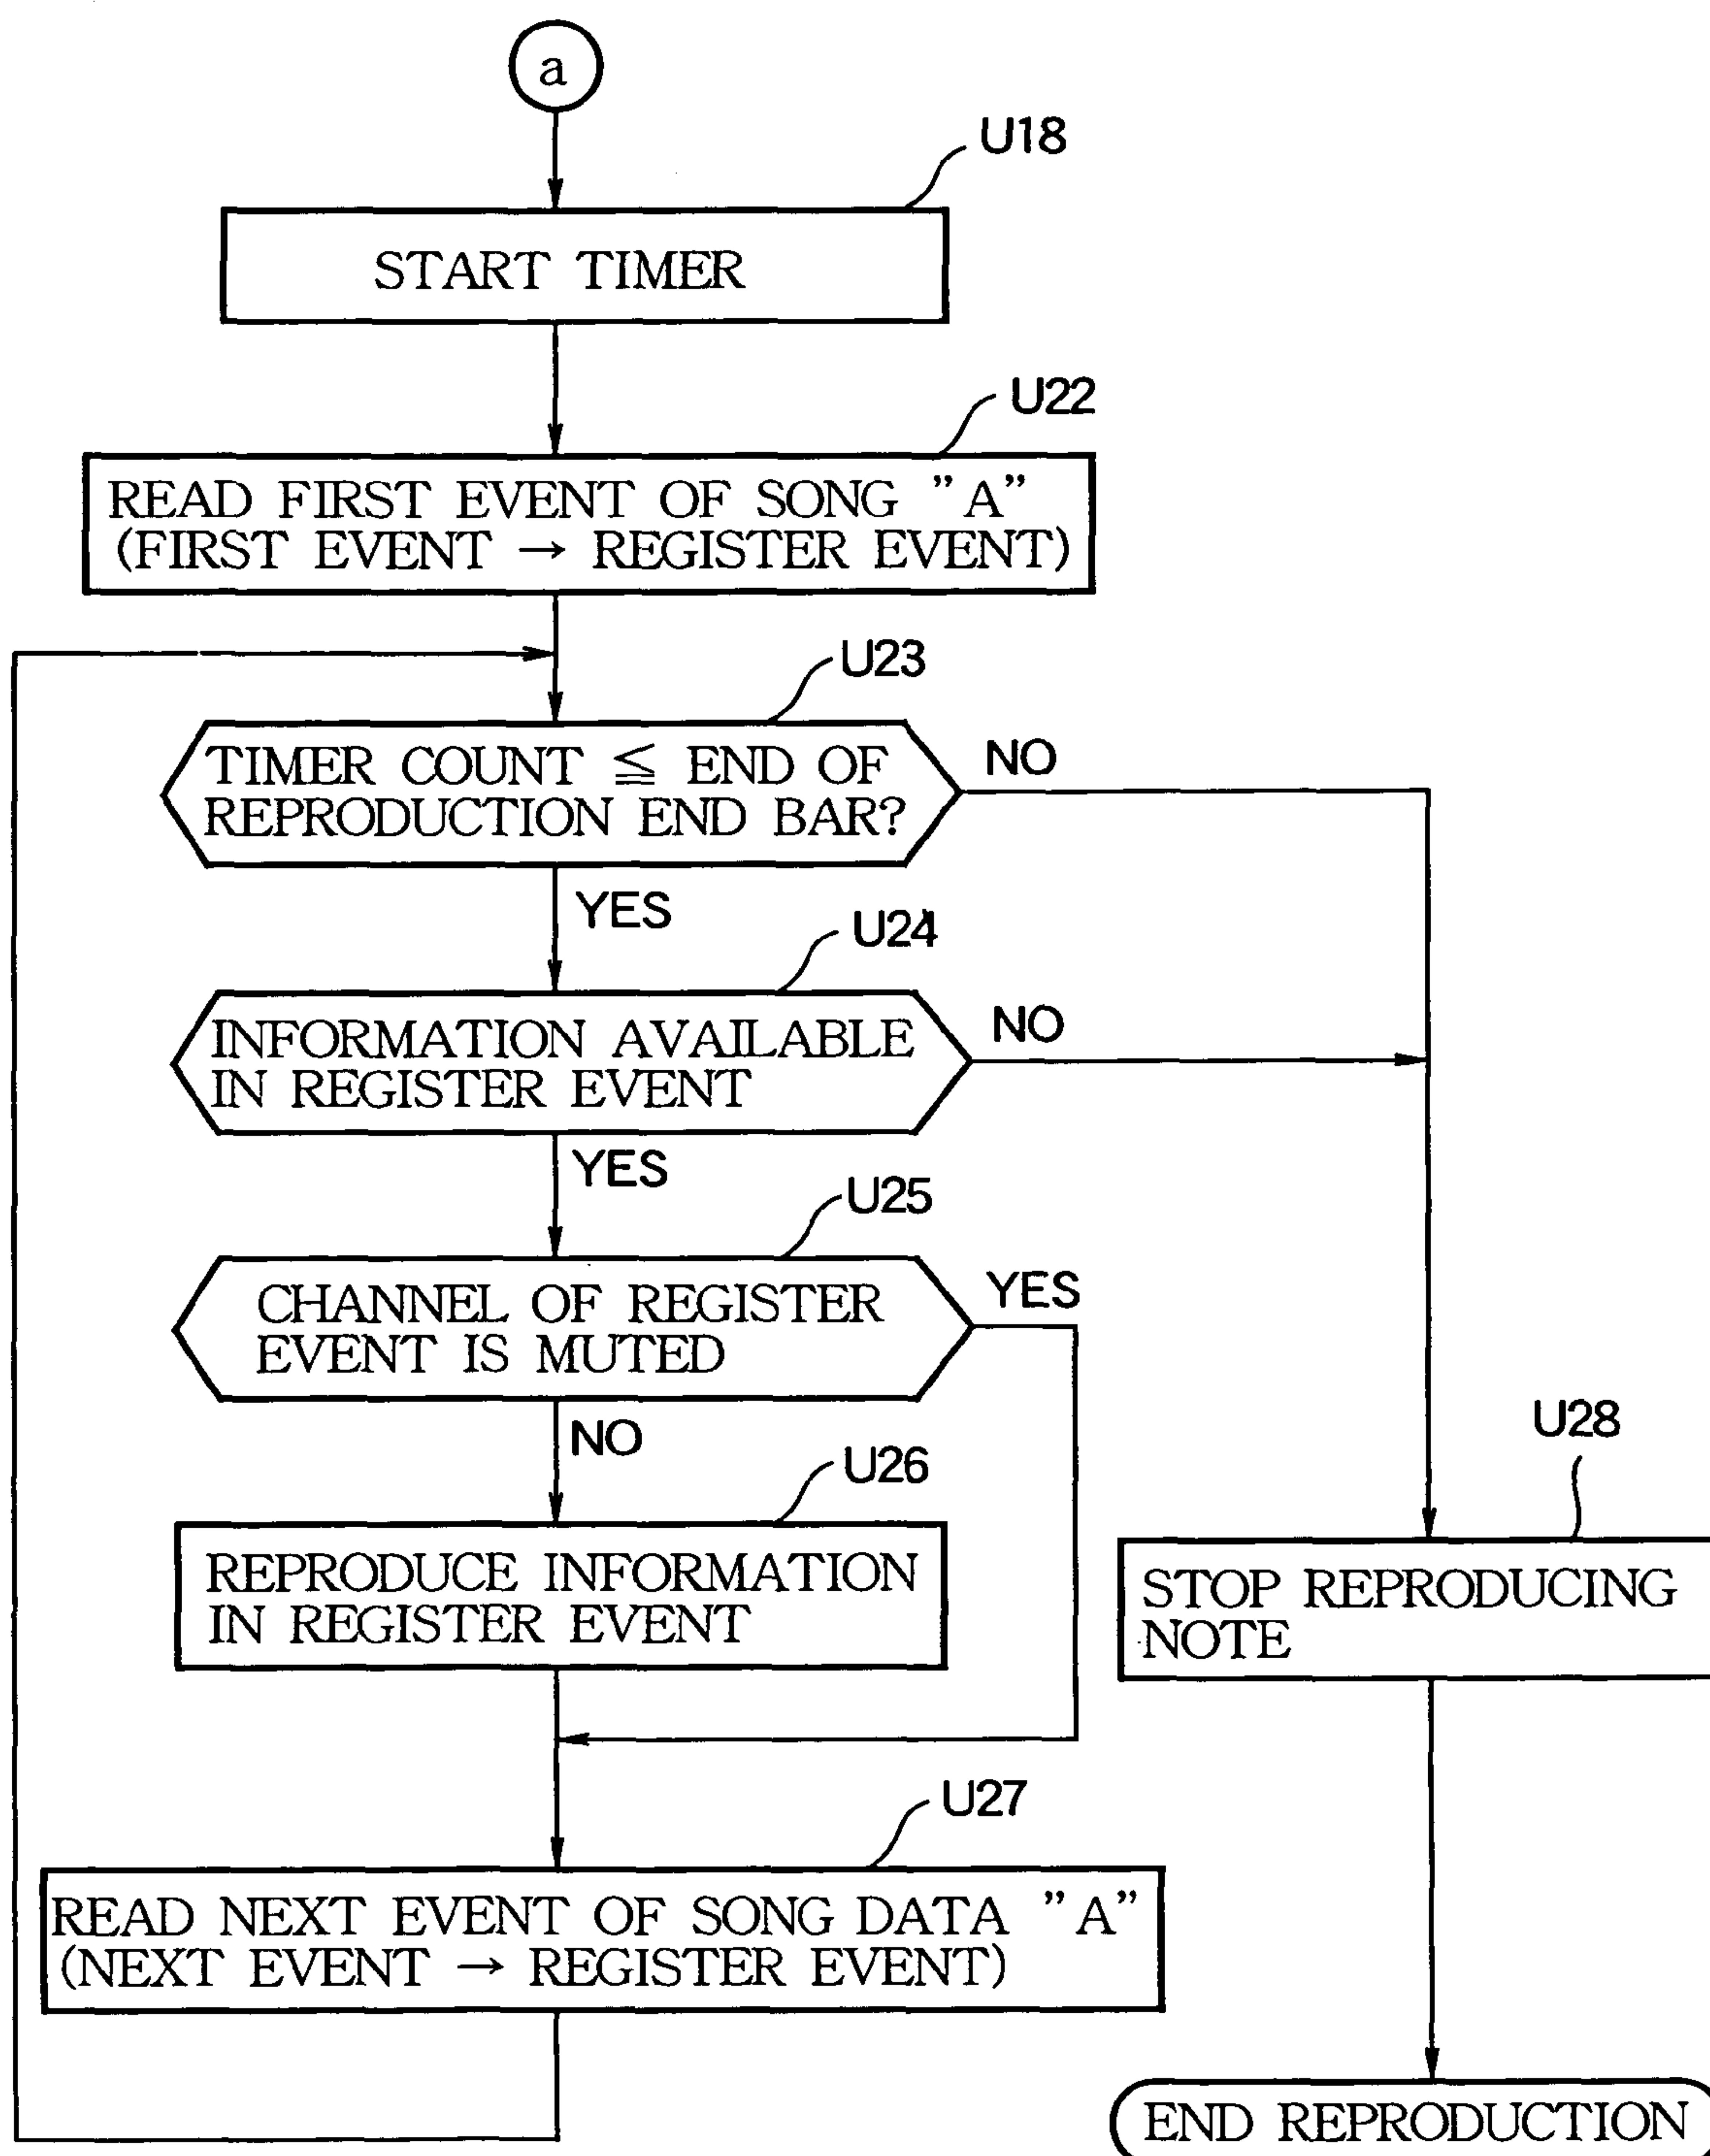 a
U18
START TIMER
U22
READ FIRST EVENT OF SONG ”A”
(FIRST EVENT → REGISTER EVENT)
U23
TIMER COUNT ≦ END OF
REPRODUCTION END BAR?
NO
YES
U24
INFORMATION AVAILABLE
IN REGISTER EVENT
NO
YES
U25
CHANNEL OF REGISTER
EVENT IS MUTED
YES
NO
U26
REPRODUCE INFORMATION
IN REGISTER EVENT
U28
STOP REPRODUCING
NOTE
U27
READ NEXT EVENT OF SONG DATA ”A”
(NEXT EVENT → REGISTER EVENT)
END REPRODUCTION